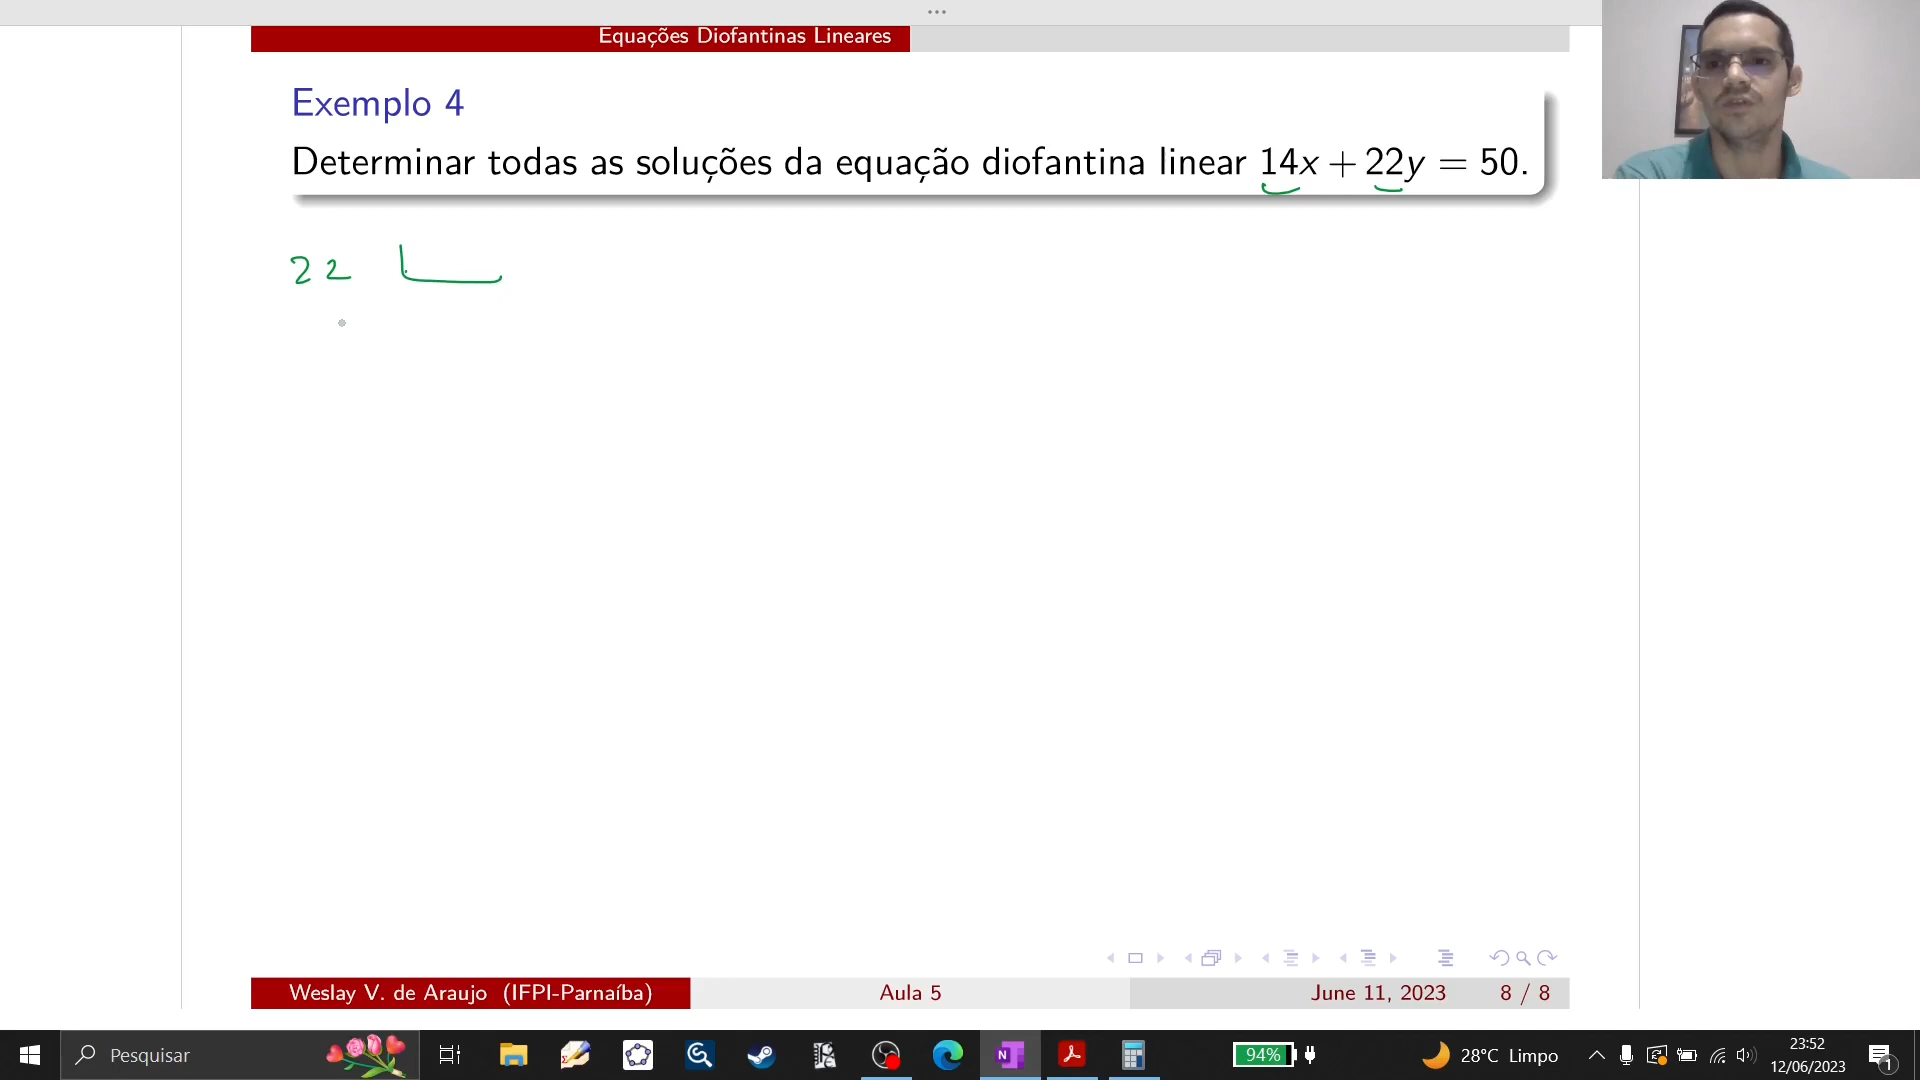 Equações Diofantinas Lineares
Exemplo 4
Determinar todas as soluções da equação diofantina linear 14x + 22y = 50.
22
Weslay V. de Araujo (IFPI-Parnaíba) Aula 5 June 11, 2023 8 / 8
Pesquisar 94% 28°C Limpo 23:52
12/06/2023 1